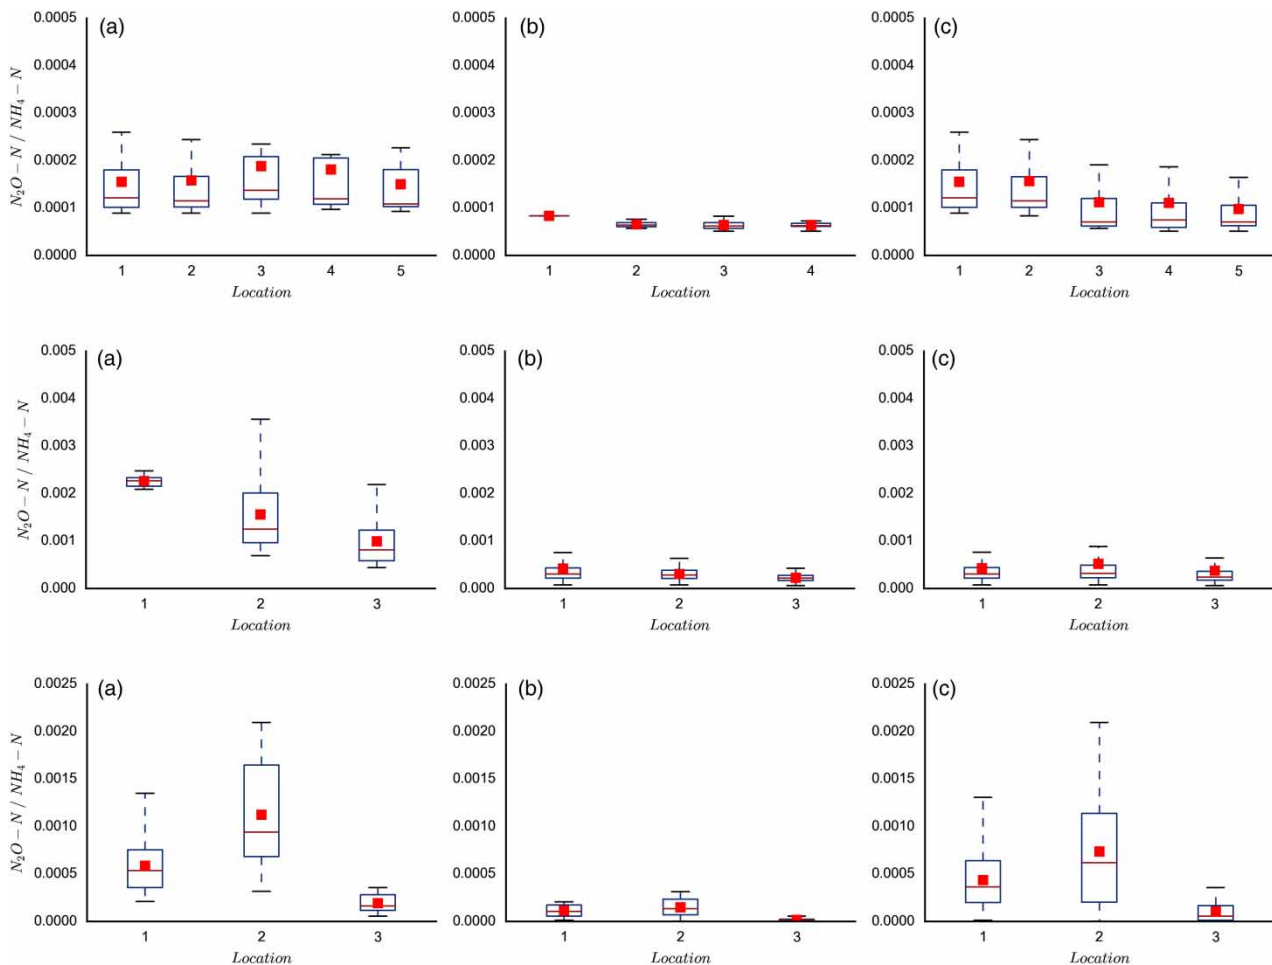 (a) (b) (c)
N₂O − N / NH₄ − N
0.0005 0.0005 0.0005
0.0004 0.0004 0.0004
0.0003 0.0003 0.0003
0.0002 0.0002 0.0002
0.0001 0.0001 0.0001
0.0000 0.0000 0.0000
1 2 3 4 5 1 2 3 4 1 2 3 4 5
Location Location Location
(a) (b) (c)
N₂O − N / NH₄ − N
0.005 0.005 0.005
0.004 0.004 0.004
0.003 0.003 0.003
0.002 0.002 0.002
0.001 0.001 0.001
0.000 0.000 0.000
1 2 3 1 2 3 1 2 3
Location Location Location
(a) (b) (c)
N₂O − N / NH₄ − N
0.0025 0.0025 0.0025
0.0020 0.0020 0.0020
0.0015 0.0015 0.0015
0.0010 0.0010 0.0010
0.0005 0.0005 0.0005
0.0000 0.0000 0.0000
1 2 3 1 2 3 1 2 3
Location Location Location